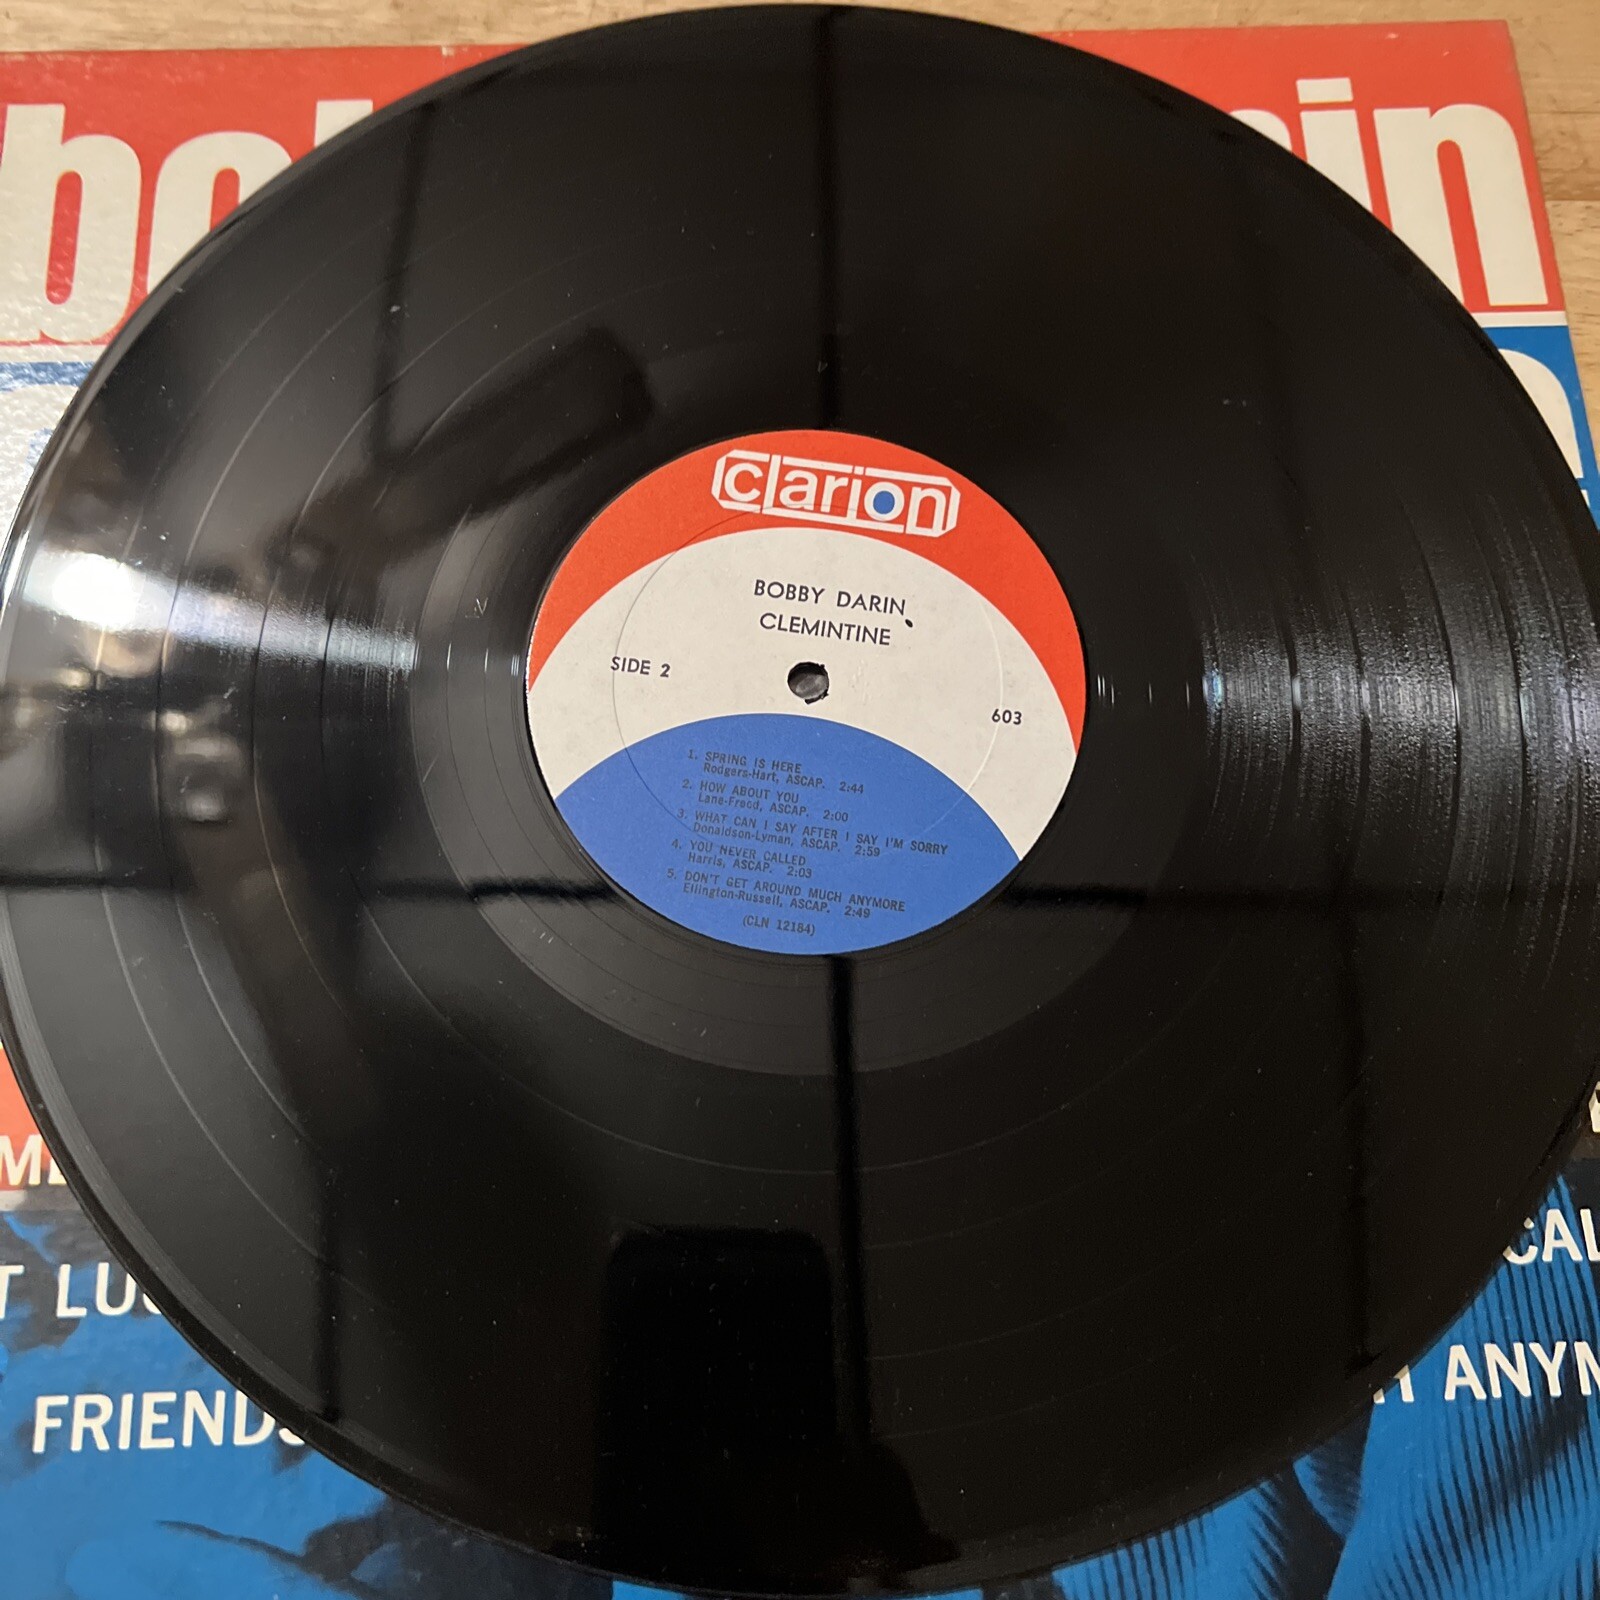 clarion
BOBBY DARIN
CLEMINTINE
SIDE 2
603
1. SPRING IS HERE
Rodgers-Hart, ASCAP. 2:44
2. HOW ABOUT YOU
Lane-Freed, ASCAP. 2:00
3. WHAT CAN I SAY AFTER I SAY I'M SORRY
Donaldson-Lyman, ASCAP. 2:59
4. YOU NEVER CALLED
Harris, ASCAP. 2:03
5. DON'T GET AROUND MUCH ANYMORE
Ellington-Russell, ASCAP. 2:49
(CLN 12184)
FRIENDS